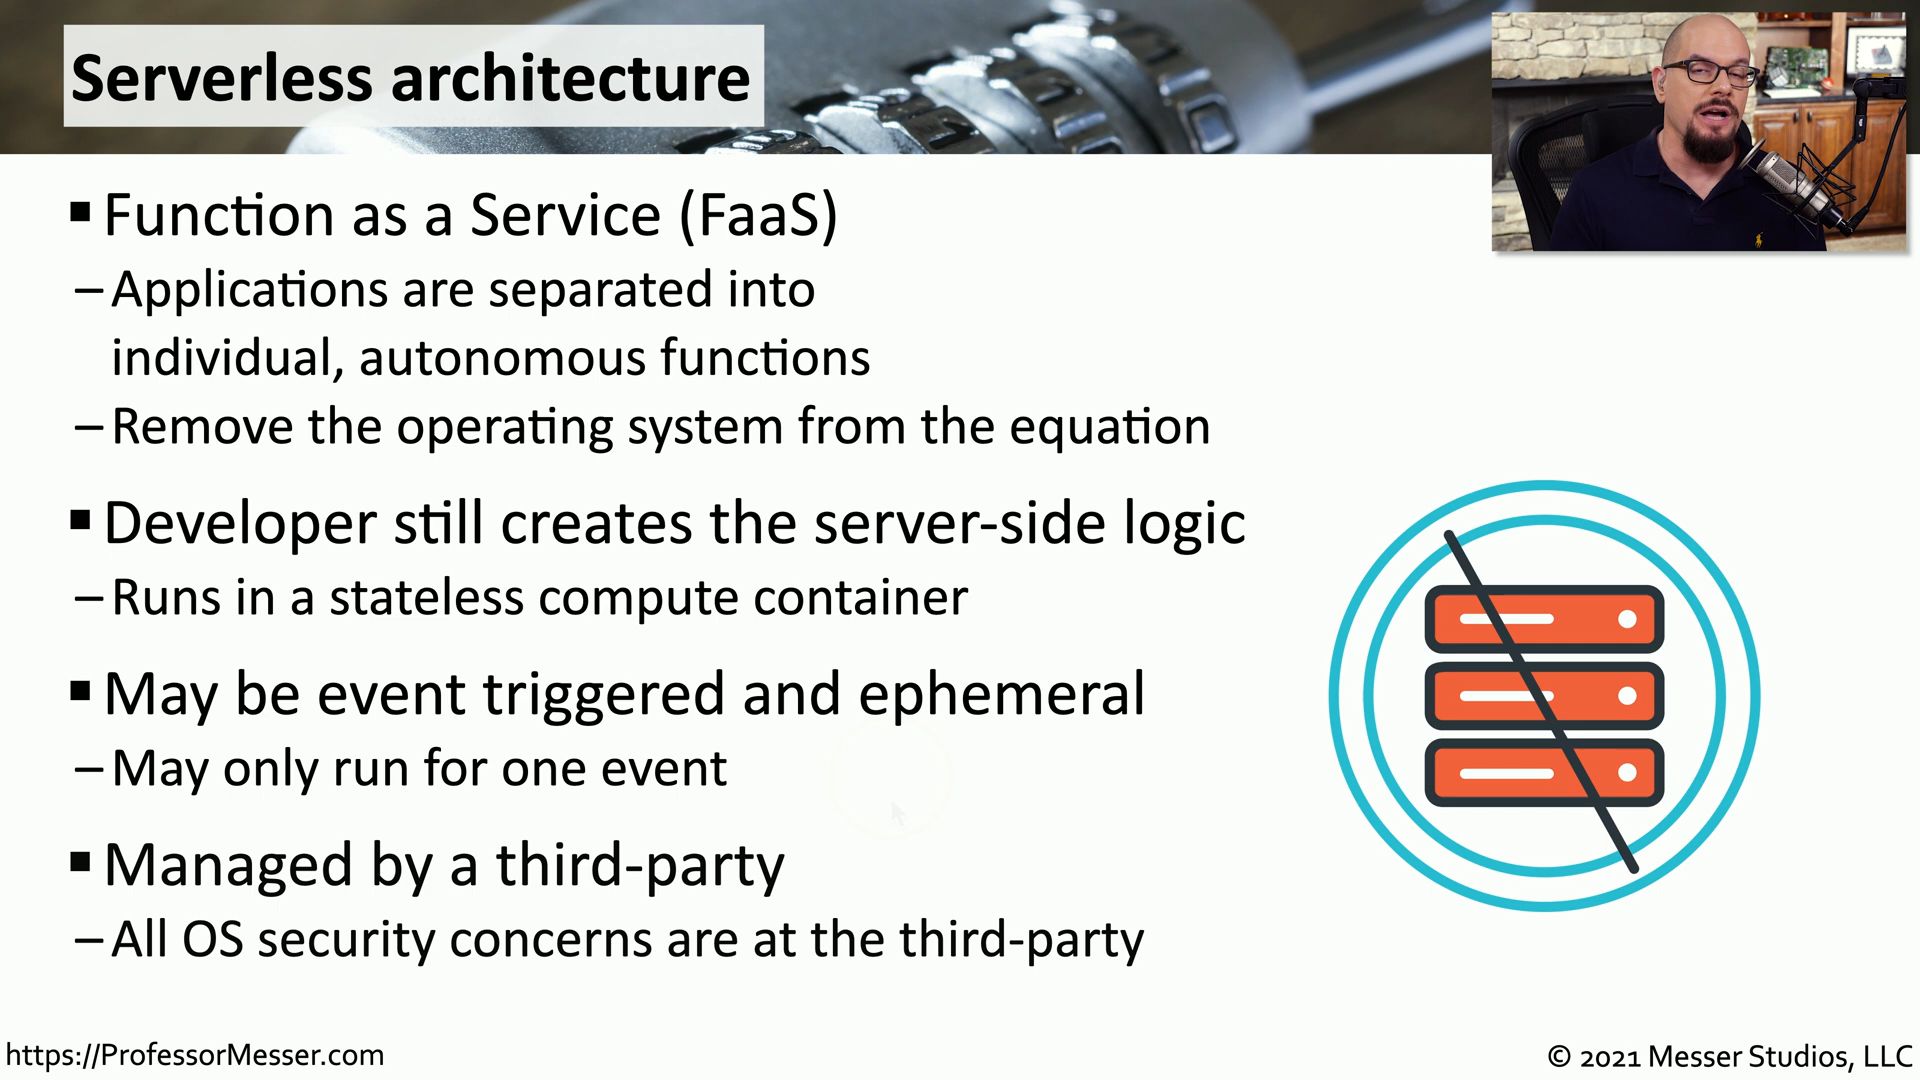 Serverless architecture
▪ Function as a Service (FaaS)
– Applications are separated into
individual, autonomous functions
– Remove the operating system from the equation
▪ Developer still creates the server-side logic
– Runs in a stateless compute container
▪ May be event triggered and ephemeral
– May only run for one event
▪ Managed by a third-party
– All OS security concerns are at the third-party
https://ProfessorMesser.com
© 2021 Messer Studios, LLC